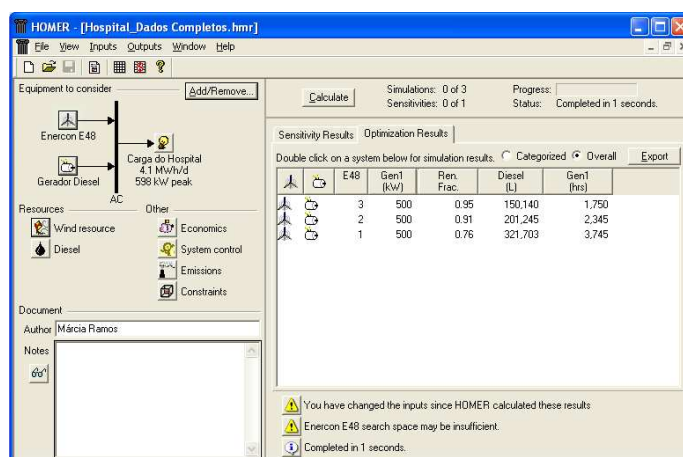 HOMER - [Hospital_Dados Completos.hmr]
File View Inputs Outputs Window Help
Equipment to consider
Add/Remove...
Enercon E48
Gerador Diesel
AC
Carga do Hospital
4.1 MWh/d
598 kW peak
Resources
Other
Wind resource
Diesel
Economics
System control
Emissions
Constraints
Document
Author Márcia Ramos
Notes
Calculate
Simulations: 0 of 3
Sensitivities: 0 of 1
Progress:
Status: Completed in 1 seconds.
Sensitivity Results Optimization Results
Double click on a system below for simulation results.
Categorized Overall Export
E48 Gen1 (kW) Ren. Frac. Diesel (L) Gen1 (hrs)
3 500 0.95 150,140 1,750
2 500 0.91 201,245 2,345
1 500 0.76 321,703 3,745
You have changed the inputs since HOMER calculated these results
Enercon E48 search space may be insufficient.
Completed in 1 seconds.